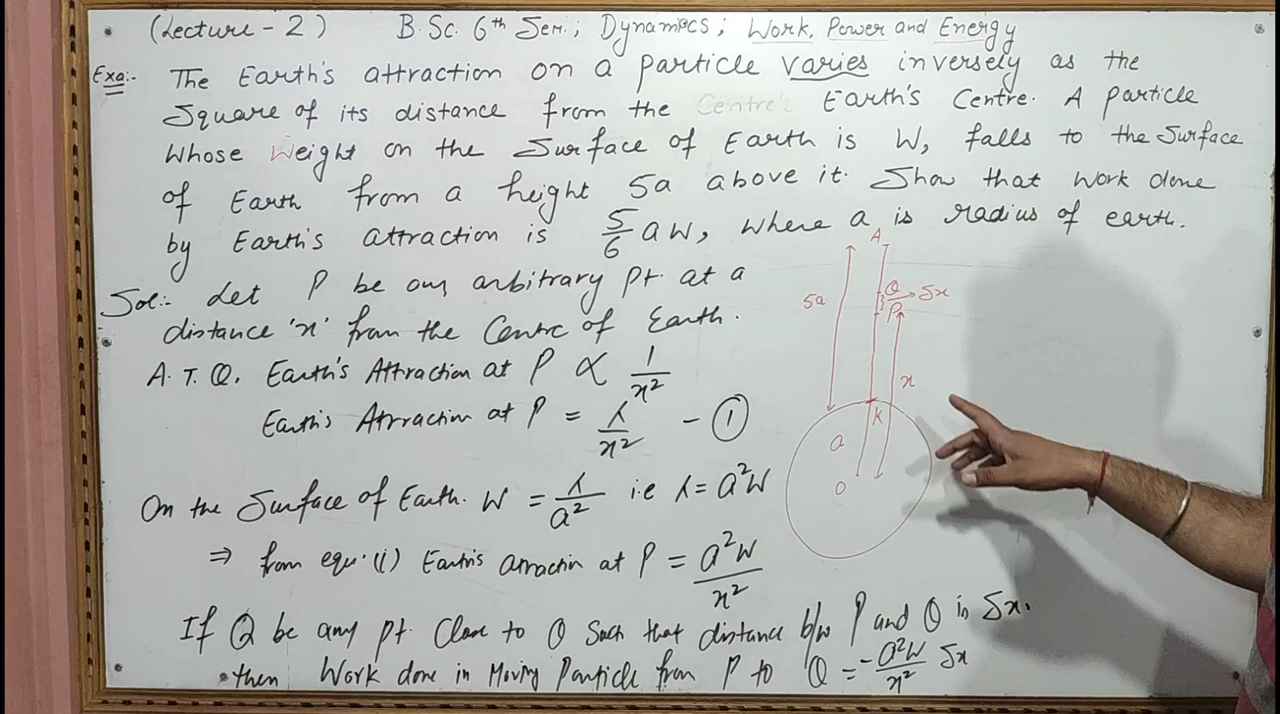 (Lecture - 2) B.Sc. 6th Sem.; Dynamics; Work, Power and Energy
Exa:- The Earth's attraction on a particle varies inversely as the
Square of its distance from the Centre's Earth's Centre. A particle
Whose Weight on the Surface of Earth is W, falls to the Surface
of Earth from a height 5a above it. Show that work done
by Earth's attraction is 5/6 aw, where a is radius of earth.
Sol:- Let P be any arbitrary pt. at a
distance 'x' from the Centre of Earth.
A.T.Q. Earth's Attraction at P ∝ 1/x²
Earth's Attraction at P = λ/x² - ①
On the Surface of Earth. W = λ/a² i.e λ = a²W
⇒ from equ.(1) Earth's attraction at P = a²W/x²
If Q be any pt. Close to Q Such that distance b/w P and Q is δx.
then Work done in Moving Particle from P to Q = -a²W/x² δx
A
5a
Q
δx
P
x
K
a
O